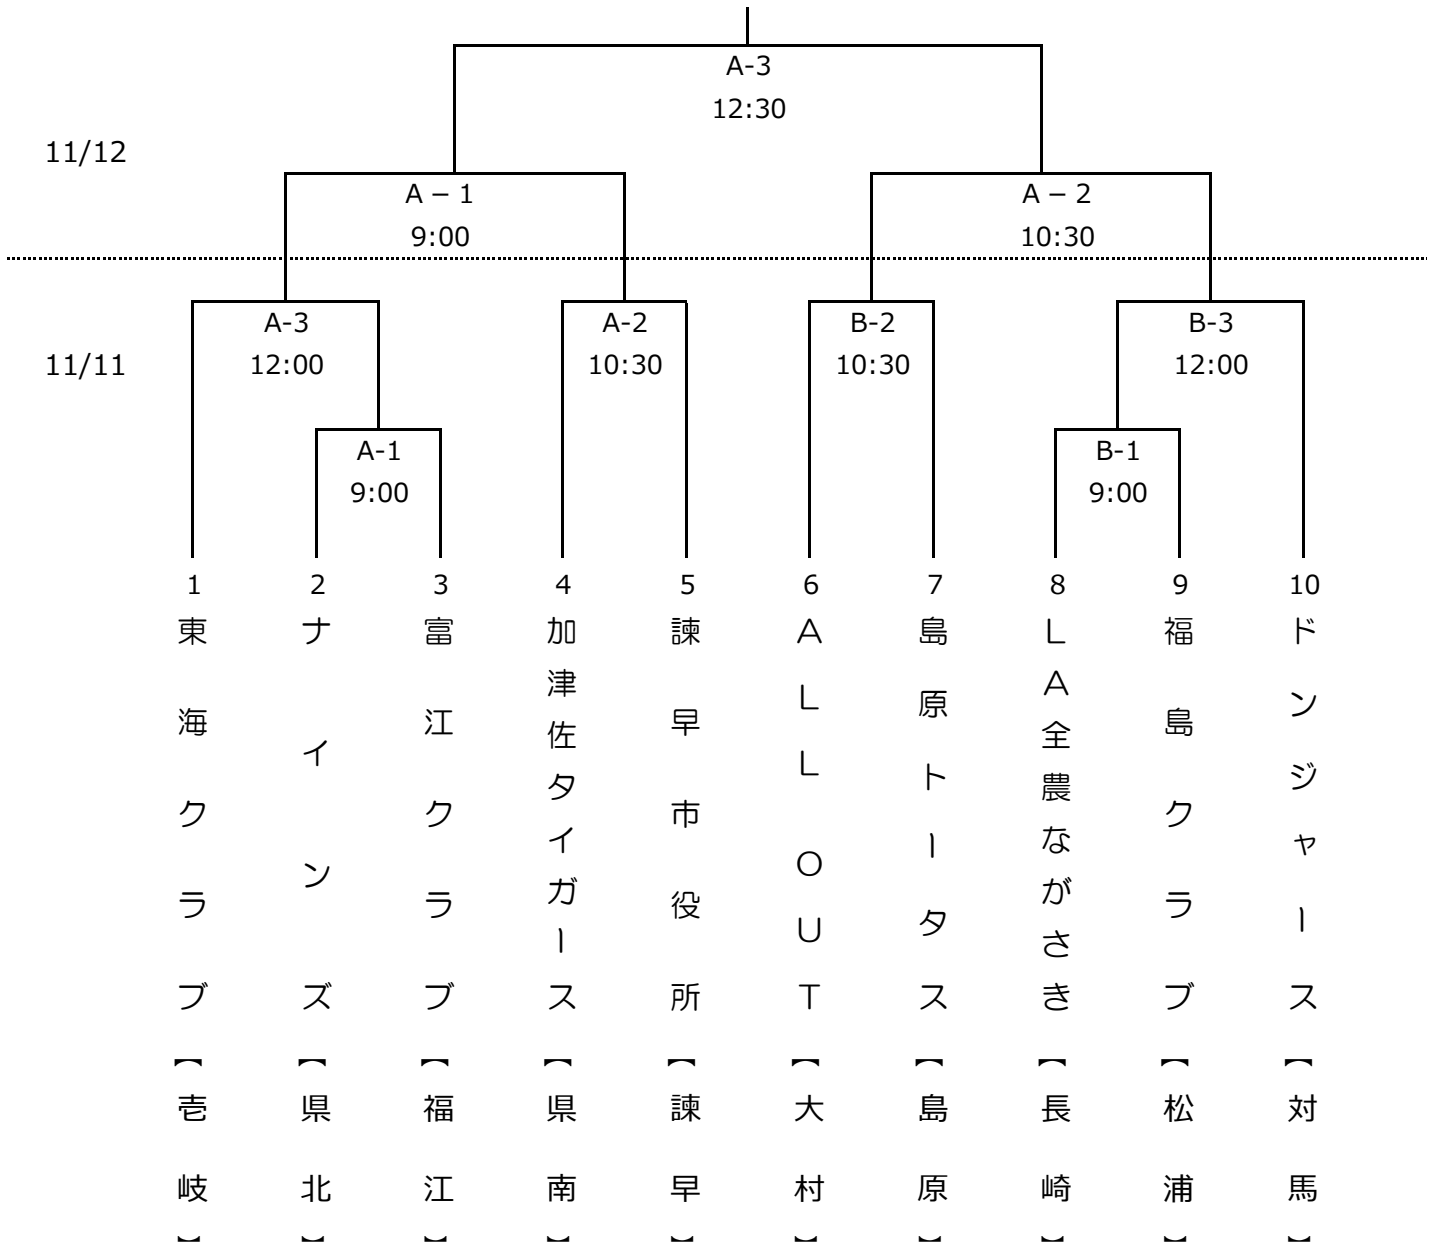 A-3
12:30
11/12
A－1
9:00
A－2
10:30
A-3
12:00
A-2
10:30
B-2
10:30
B-3
12:00
11/11
A-1
9:00
B-1
9:00
1
2
3
4
5
6
7
8
9
10
東海クラブ【壱岐】
ナインズ【県北】
富江クラブ【福江】
加津佐タイガース【県南】
諫早市役所【諫早】
ＡＬＬ　ＯＵＴ【大村】
島原トータス【島原】
ＬＡ全農ながさき【長崎】
福島クラブ【松浦】
ドンジャース【対馬】